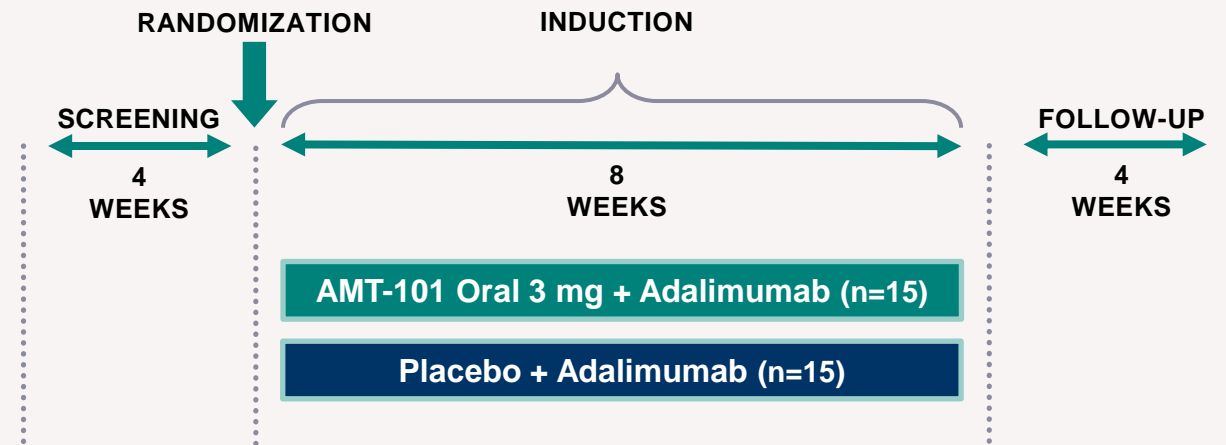 RANDOMIZATION
INDUCTION
SCREENING
FOLLOW-UP
4
WEEKS
8
WEEKS
4
WEEKS
AMT-101 Oral 3 mg + Adalimumab (n=15)
Placebo + Adalimumab (n=15)